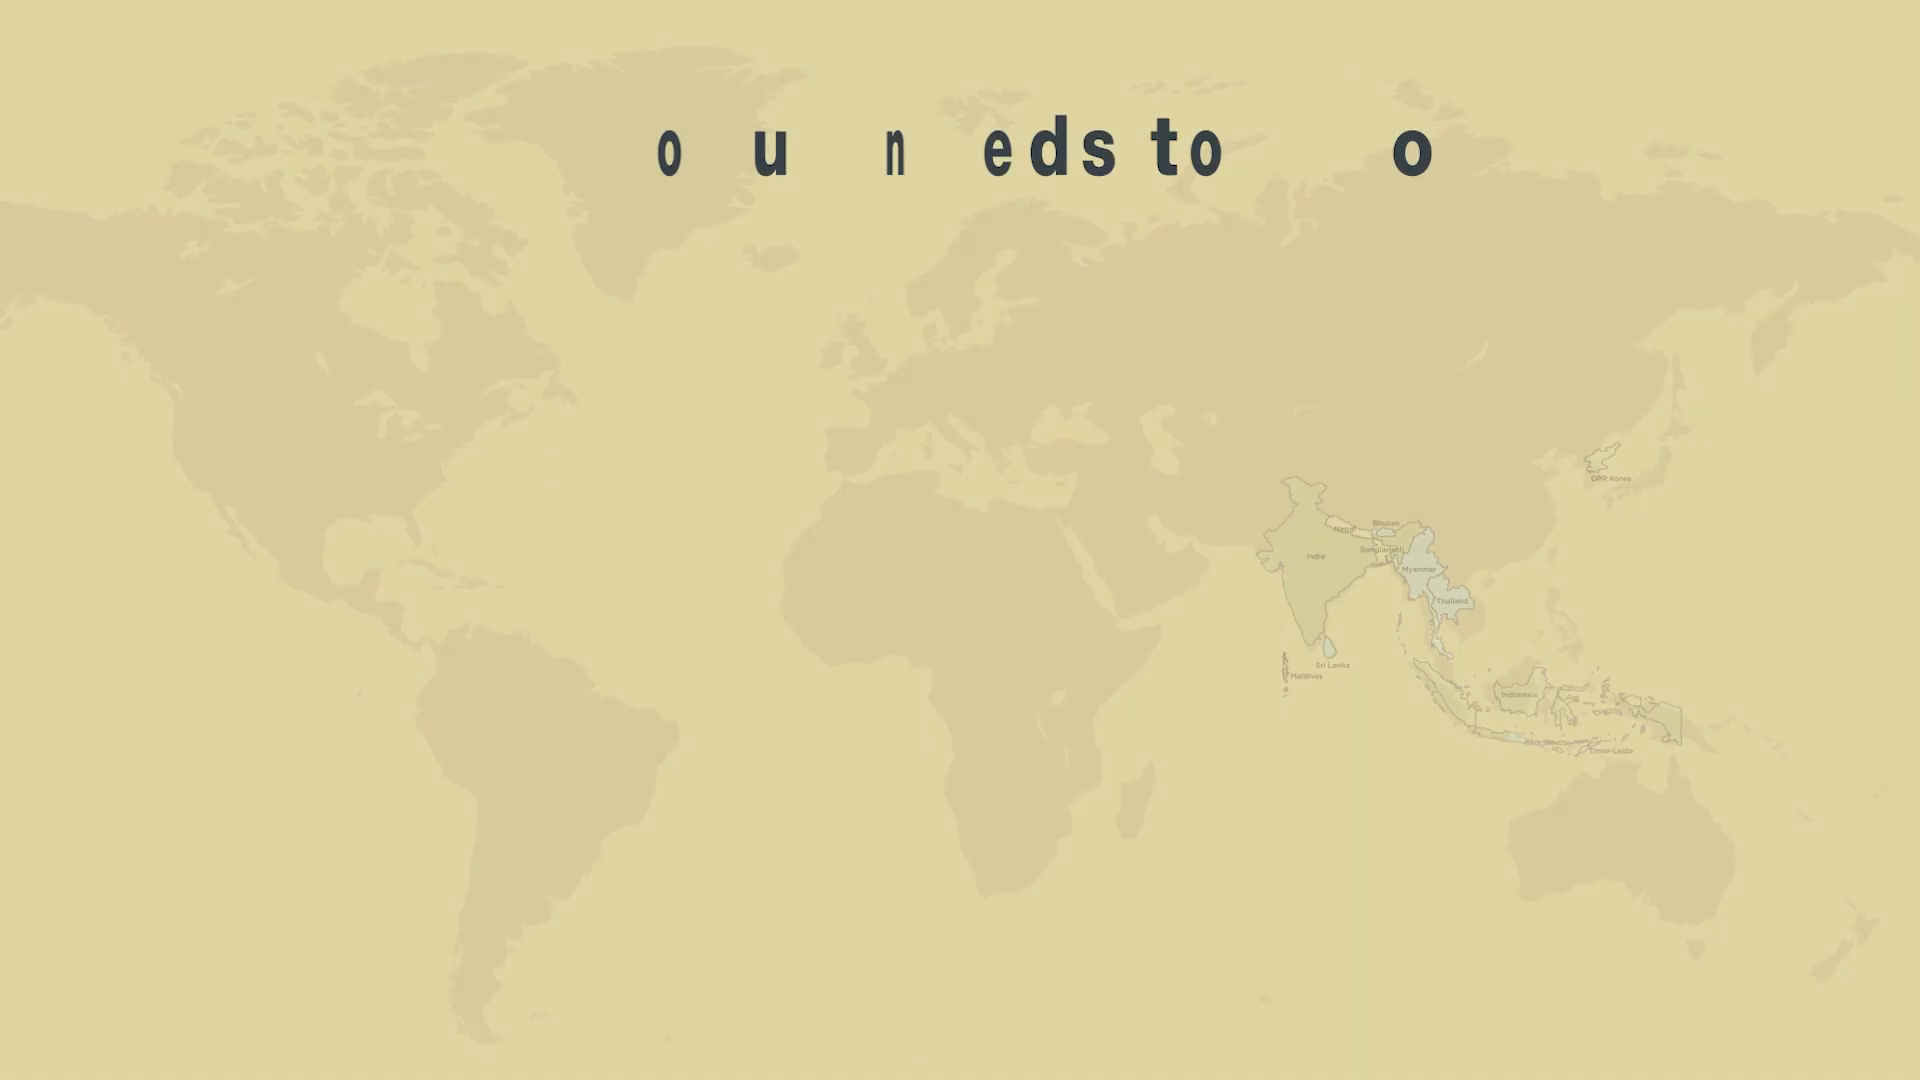 o u n eds to o
DPR Korea
Nepal
Bhutan
India
Bangladesh
Myanmar
Thailand
Sri Lanka
Maldives
Indonesia
Timor-Leste